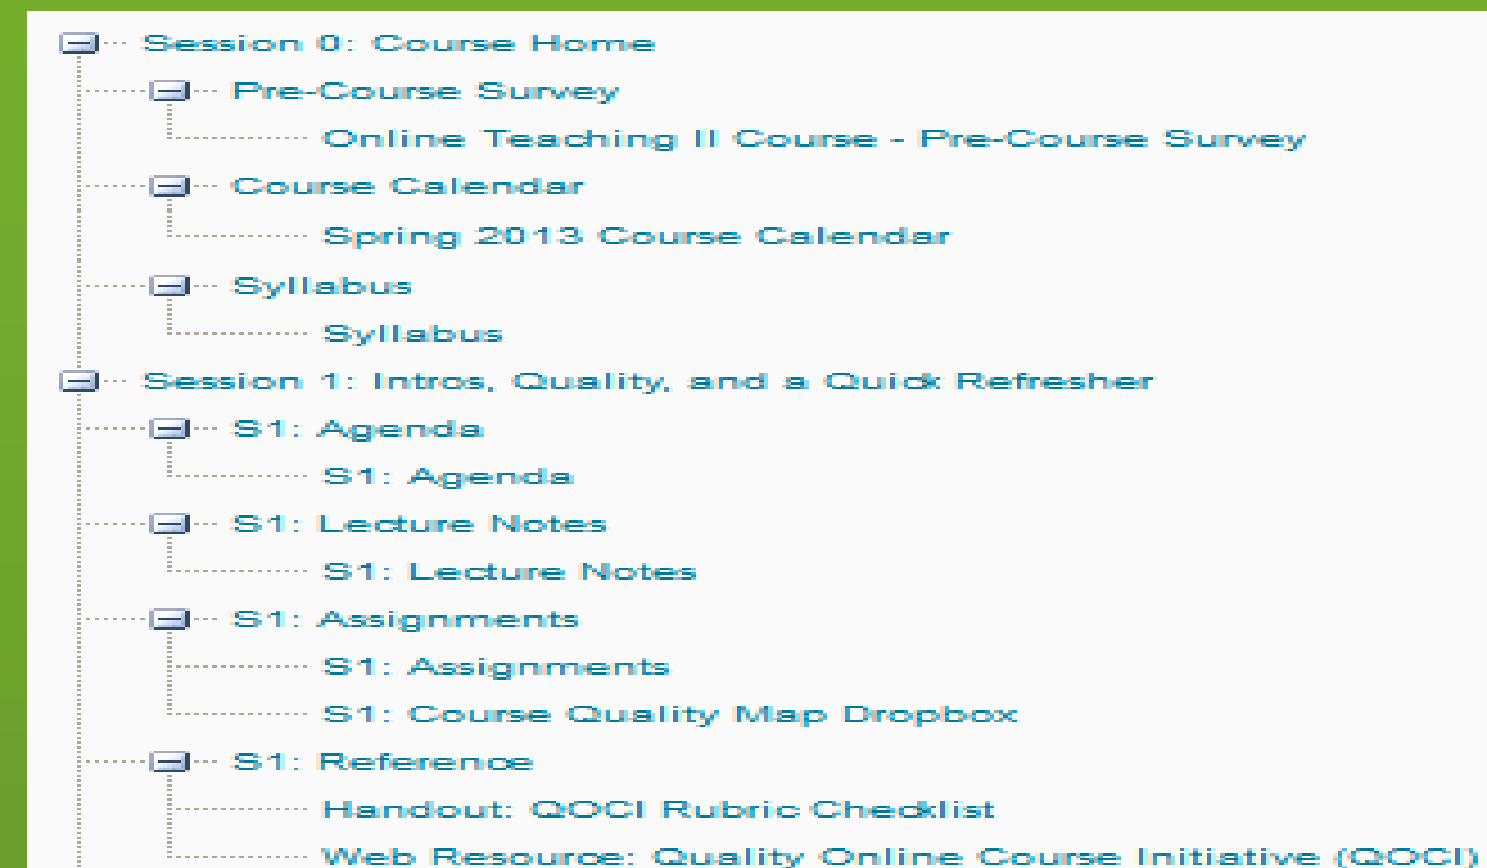 Session 0: Course Home
Pre-Course Survey
Online Teaching II Course - Pre-Course Survey
Course Calendar
Spring 2013 Course Calendar
Syllabus
Syllabus
Session 1: Intros, Quality, and a Quick Refresher
S1: Agenda
S1: Agenda
S1: Lecture Notes
S1: Lecture Notes
S1: Assignments
S1: Assignments
S1: Course Quality Map Dropbox
S1: Reference
Handout: QOCI Rubric Checklist
Web Resource: Quality Online Course Initiative (QOCI)